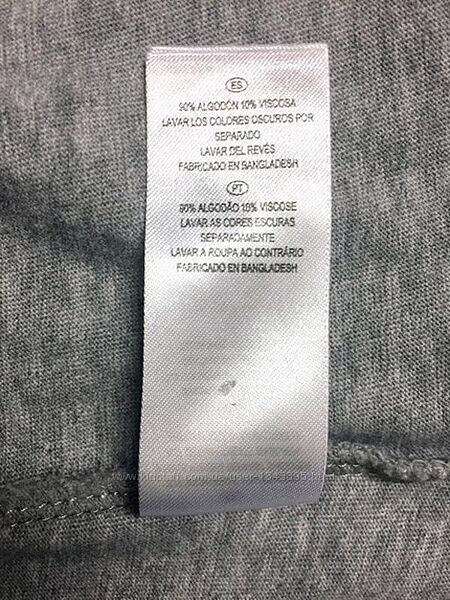 ES
90% ALGODÓN 10% VISCOSA
LAVAR LOS COLORES OSCUROS POR
SEPARADO
LAVAR DEL REVÉS
FABRICADO EN BANGLADESH
PT
90% ALGODÃO 10% VISCOSE
LAVAR AS CORES ESCURAS
SEPARADAMENTE
LAVAR A ROUPA AO CONTRÁRIO
FABRICADO EN BANGLADESH